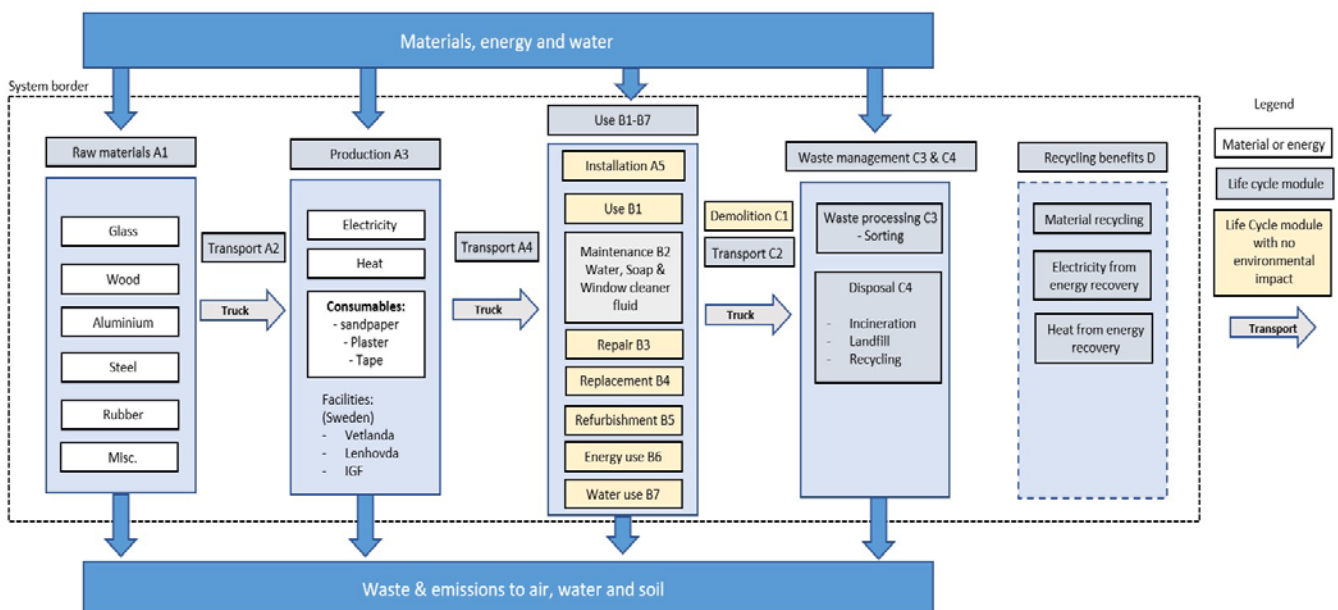 Materials, energy and water
System border
Raw materials A1
Glass
Wood
Aluminium
Steel
Rubber
Misc.
Transport A2
Truck
Production A3
Electricity
Heat
Consumables:
- sandpaper
- Plaster
- Tape
Facilities:
(Sweden)
- Vetlanda
- Lenhovda
- IGF
Transport A4
Truck
Use B1-B7
Installation A5
Use B1
Maintenance B2
Water, Soap &
Window cleaner
fluid
Repair B3
Replacement B4
Refurbishment B5
Energy use B6
Water use B7
Demolition C1
Transport C2
Truck
Waste management C3 & C4
Waste processing C3
- Sorting
Disposal C4
- Incineration
- Landfill
- Recycling
Recycling benefits D
Material recycling
Electricity from
energy recovery
Heat from energy
recovery
Legend
Material or energy
Life cycle module
Life Cycle module
with no
environmental
impact
Transport
Waste & emissions to air, water and soil